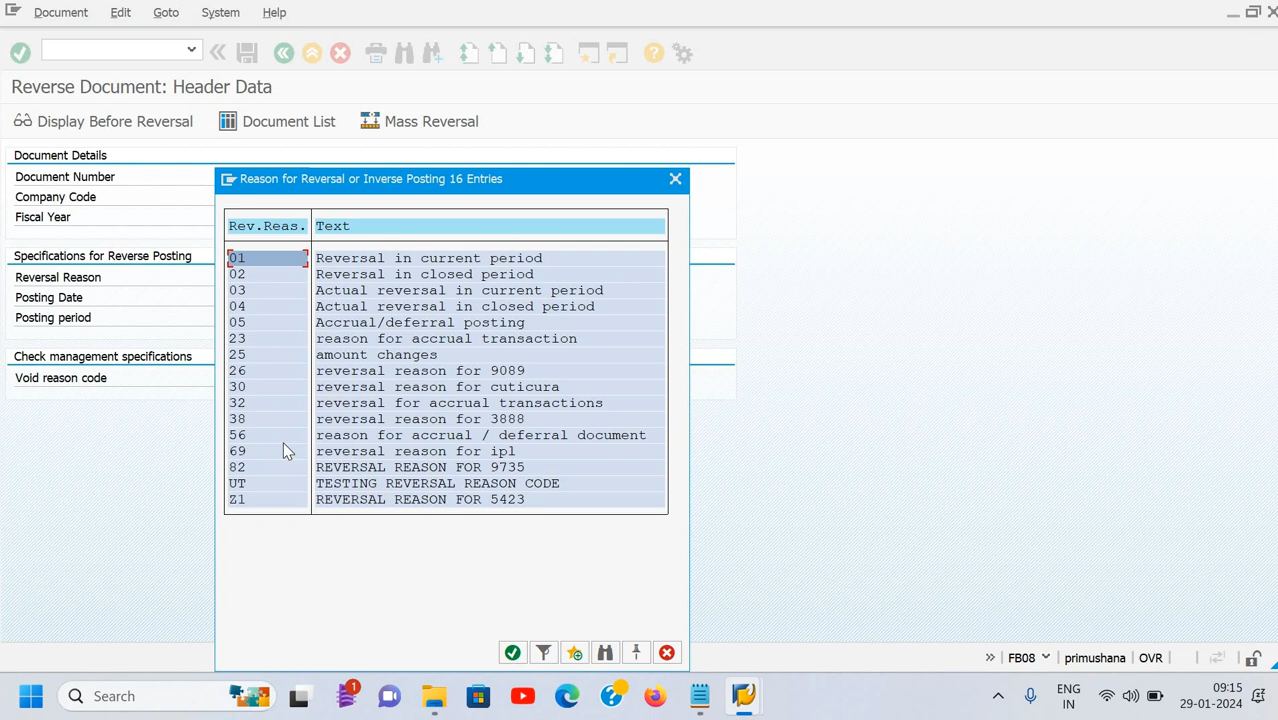 Document Edit Goto System Help
Reverse Document: Header Data
Display Before Reversal Document List Mass Reversal
Document Details
Document Number
Company Code
Fiscal Year
Specifications for Reverse Posting
Reversal Reason
Posting Date
Posting period
Check management specifications
Void reason code
Reason for Reversal or Inverse Posting 16 Entries
Rev.Reas. Text
01 Reversal in current period
02 Reversal in closed period
03 Actual reversal in current period
04 Actual reversal in closed period
05 Accrual/deferral posting
23 reason for accrual transaction
25 amount changes
26 reversal reason for 9089
30 reversal reason for cuticura
32 reversal for accrual transactions
38 reversal reason for 3888
56 reason for accrual / deferral document
69 reversal reason for ipl
82 REVERSAL REASON FOR 9735
UT TESTING REVERSAL REASON CODE
Z1 REVERSAL REASON FOR 5423
FB08 primushana OVR
Search 1 ENG 09:15
IN 29-01-2024